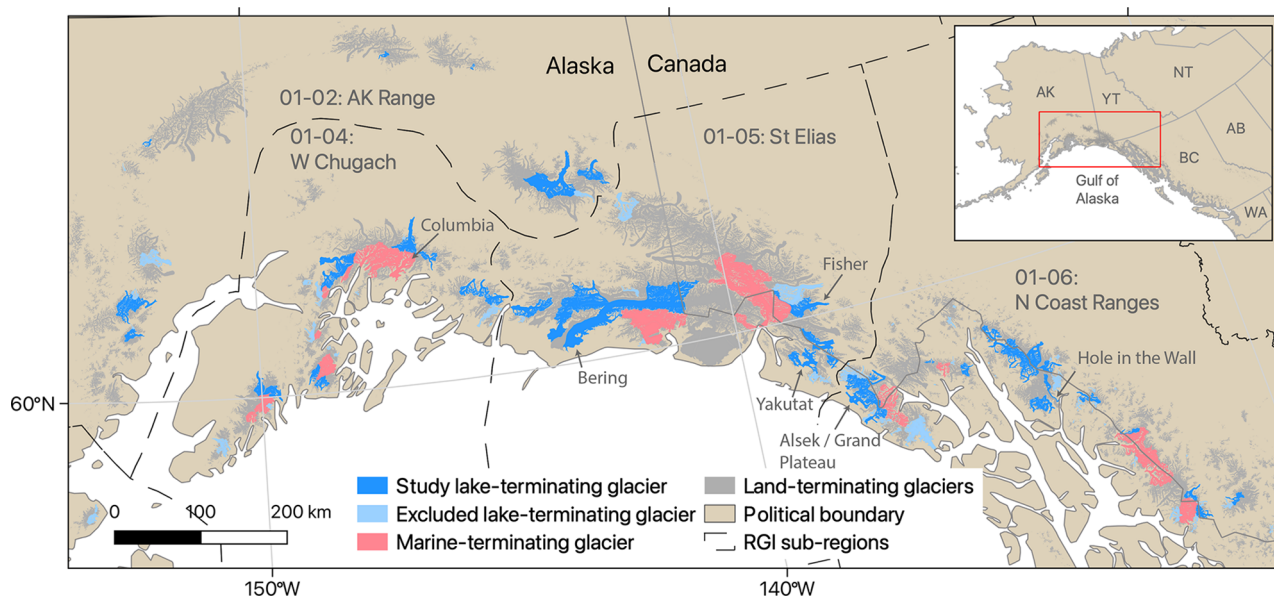 Alaska
Canada
01-02: AK Range
01-04:
W Chugach
01-05: St Elias
NT
AK
YT
AB
BC
Gulf of
Alaska
WA
Columbia
Fisher
01-06:
N Coast Ranges
Hole in the Wall
Bering
Yakutat
60°N
Alsek / Grand
Plateau
Study lake-terminating glacier
Excluded lake-terminating glacier
Marine-terminating glacier
Land-terminating glaciers
Political boundary
RGI sub-regions
0 100 200 km
150°W
140°W